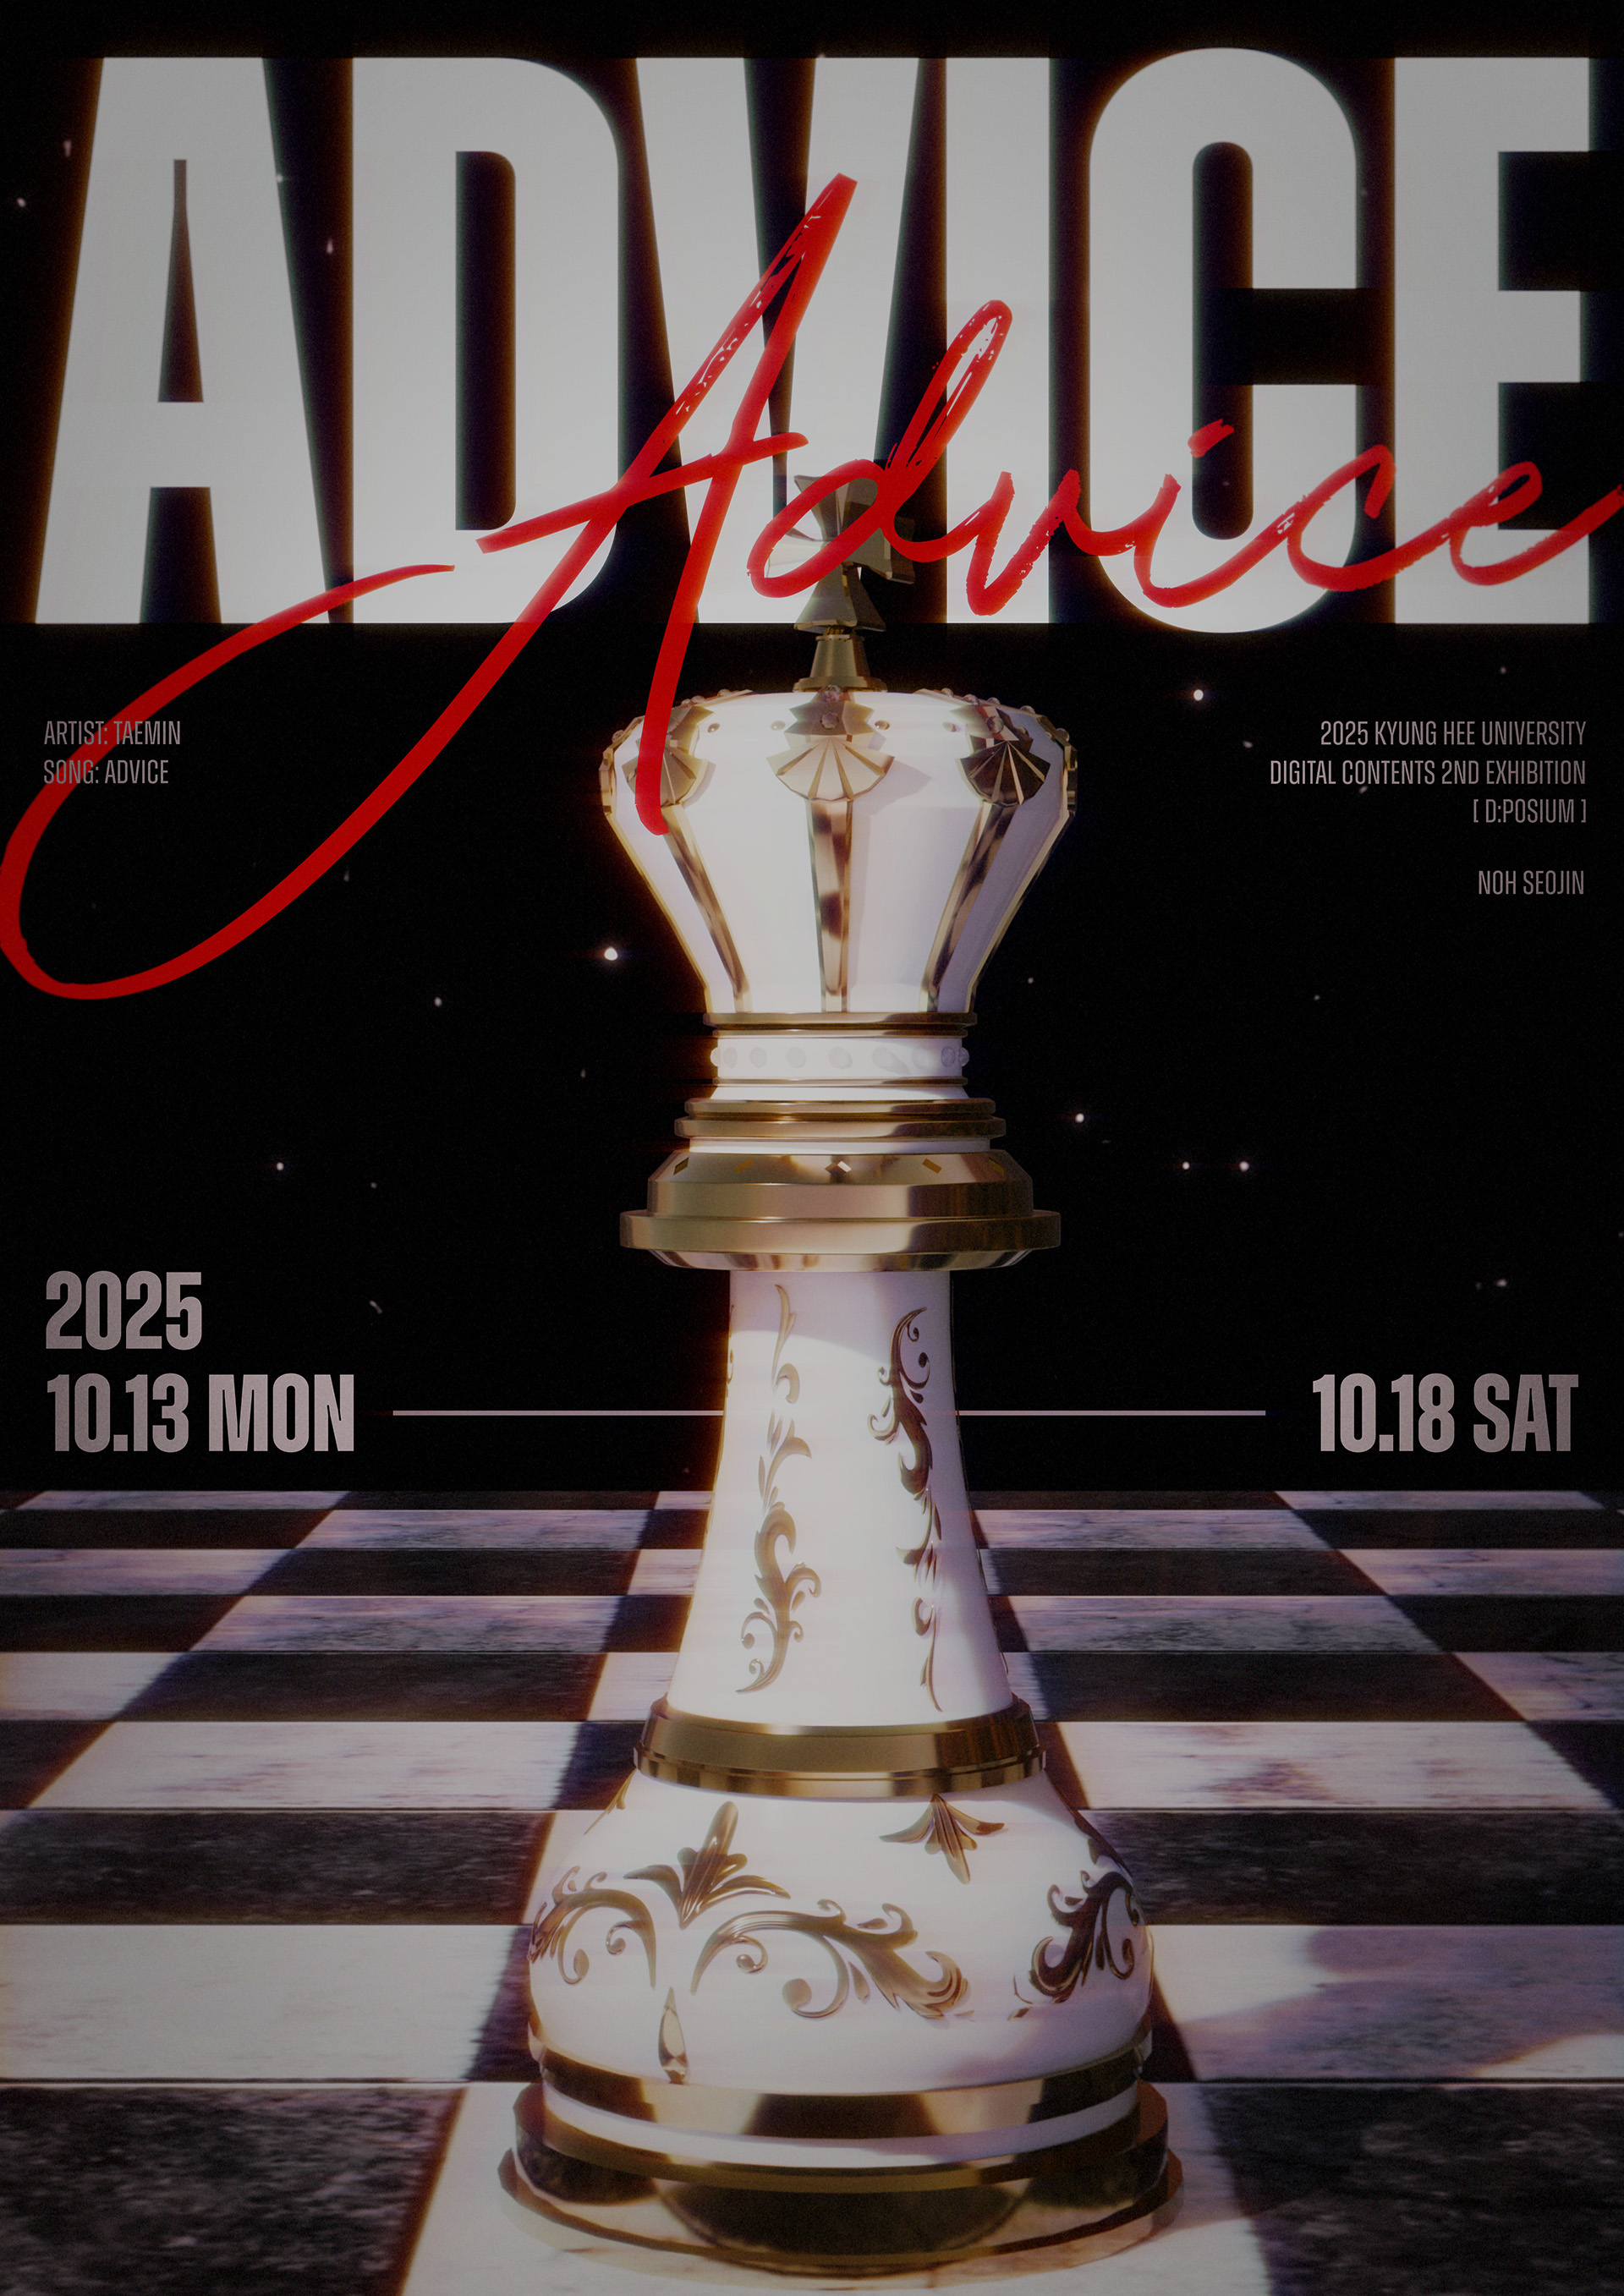 ADVICE
Advice
ARTIST: TAEMIN
SONG: ADVICE
2025 KYUNG HEE UNIVERSITY
DIGITAL CONTENTS 2ND EXHIBITION
[ D:POSIUM ]
NOH SEOJIN
2025
10.13 MON
10.18 SAT